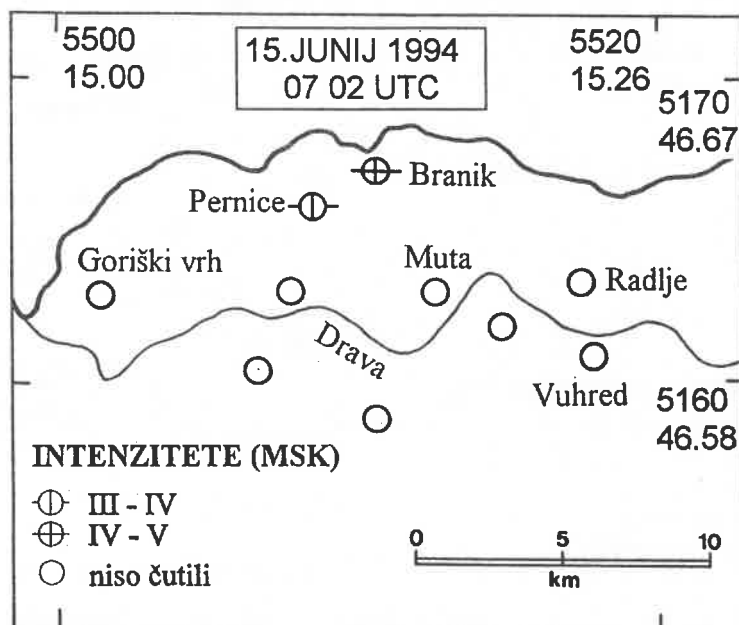 5500
15.00
15.JUNIJ 1994
07 02 UTC
5520
15.26
5170
46.67
Branik
Pernice
Goriški vrh
Muta
Radlje
Drava
Vuhred
5160
46.58
INTENZITETE (MSK)
III - IV
IV - V
niso čutili
0 5 10
km